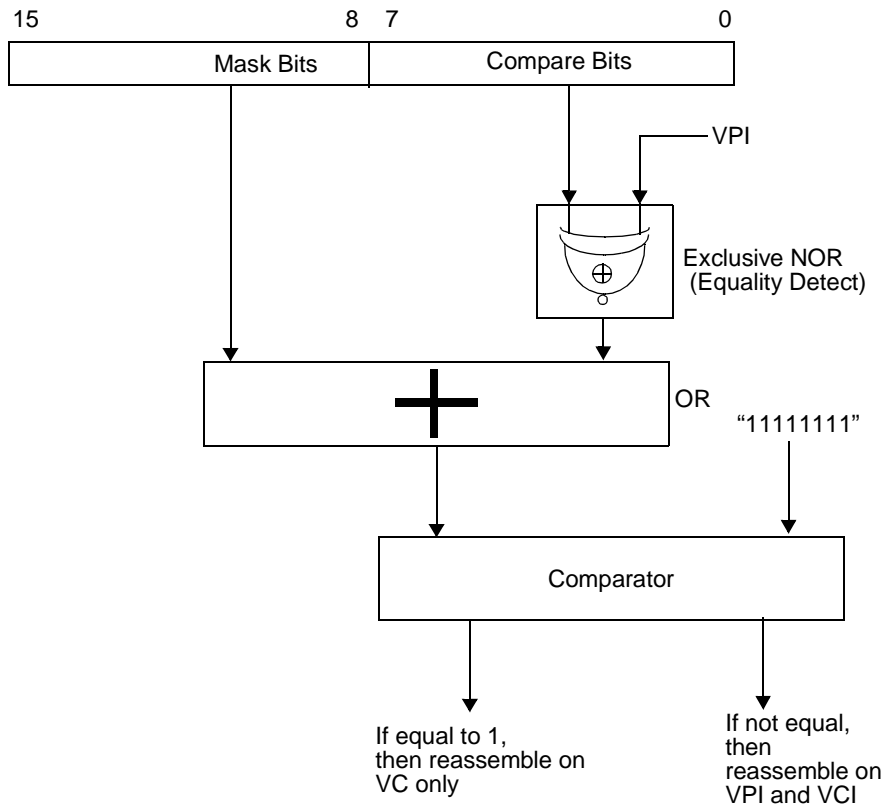 15 8 7 0
Mask Bits Compare Bits
VPI
Exclusive NOR
(Equality Detect)
OR
“11111111”
Comparator
If equal to 1,
then reassemble on
VC only
If not equal,
then
reassemble on
VPI and VCI